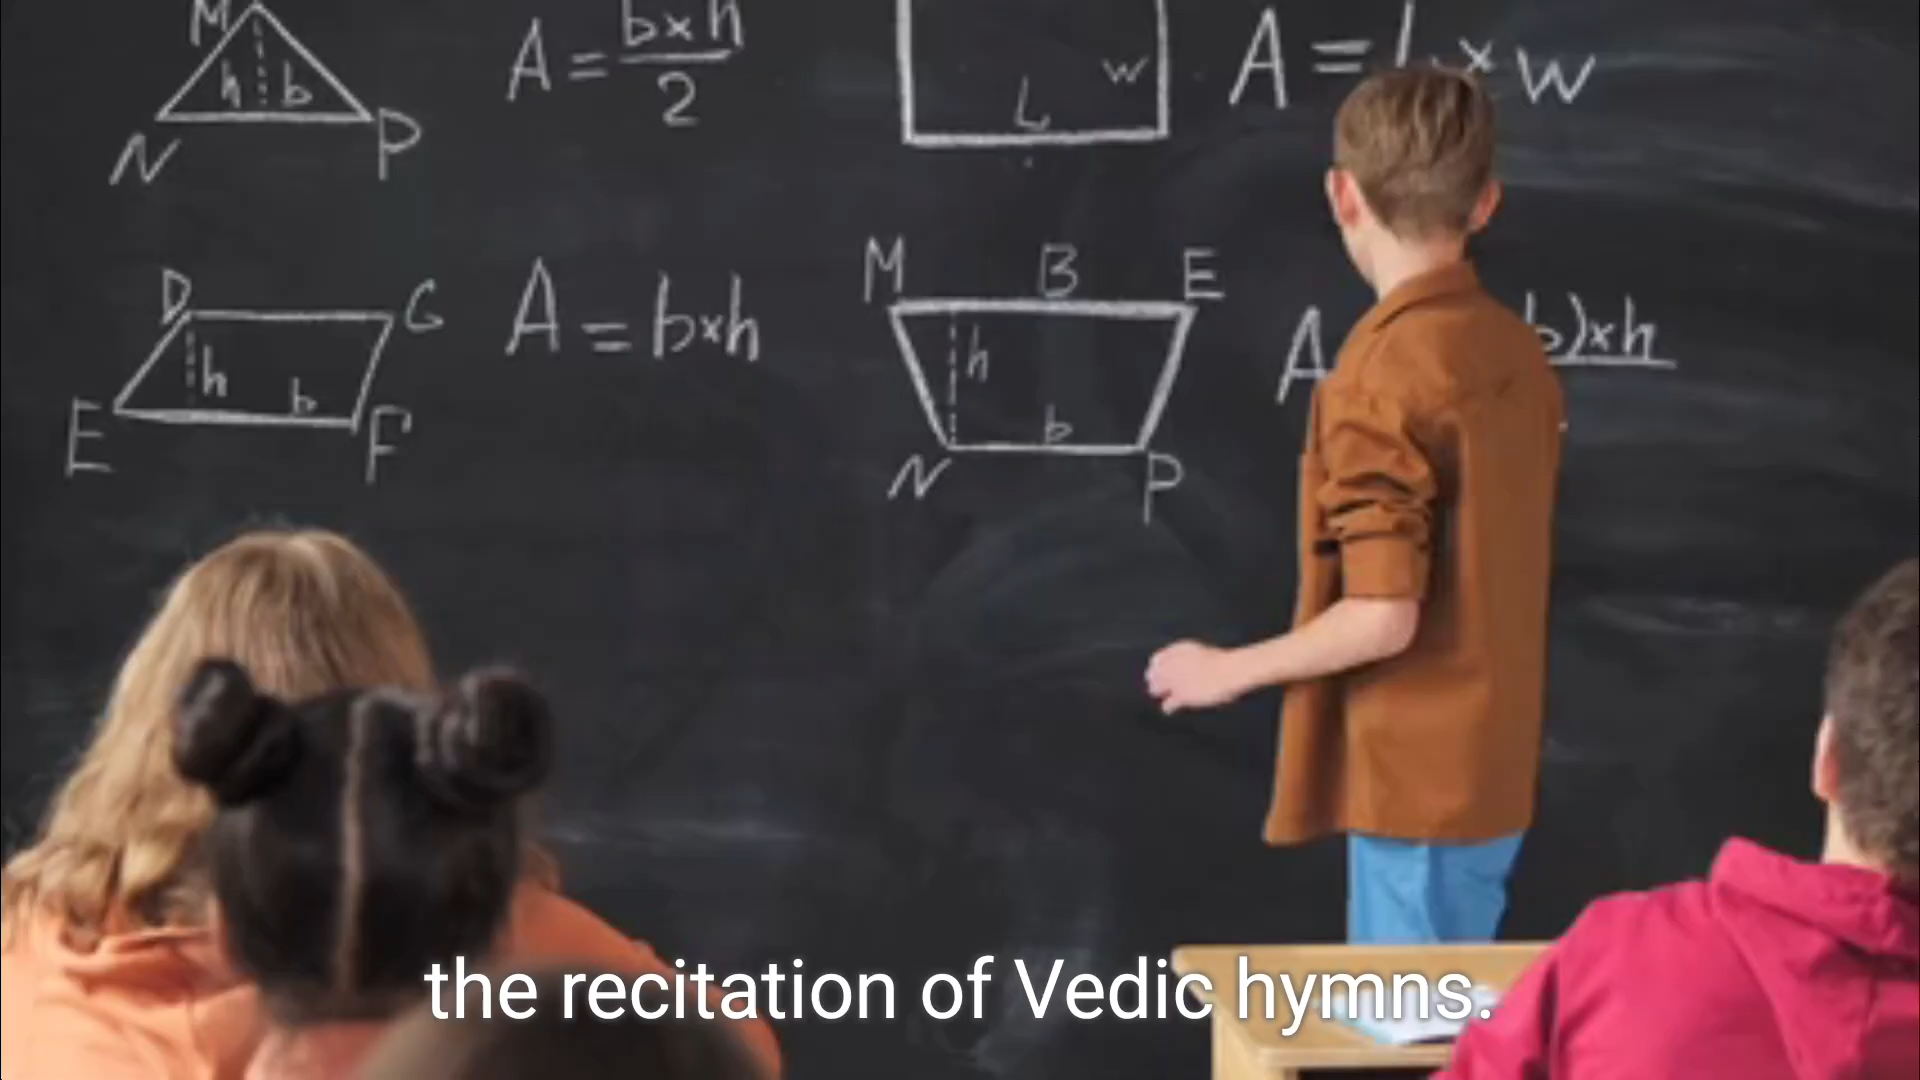 M
h b
N P
A = b×h
2
L w
A = L × w
D G
h b
E F
A = b×h
M B E
h
b
N P
A b)×h
the recitation of Vedic hymns.